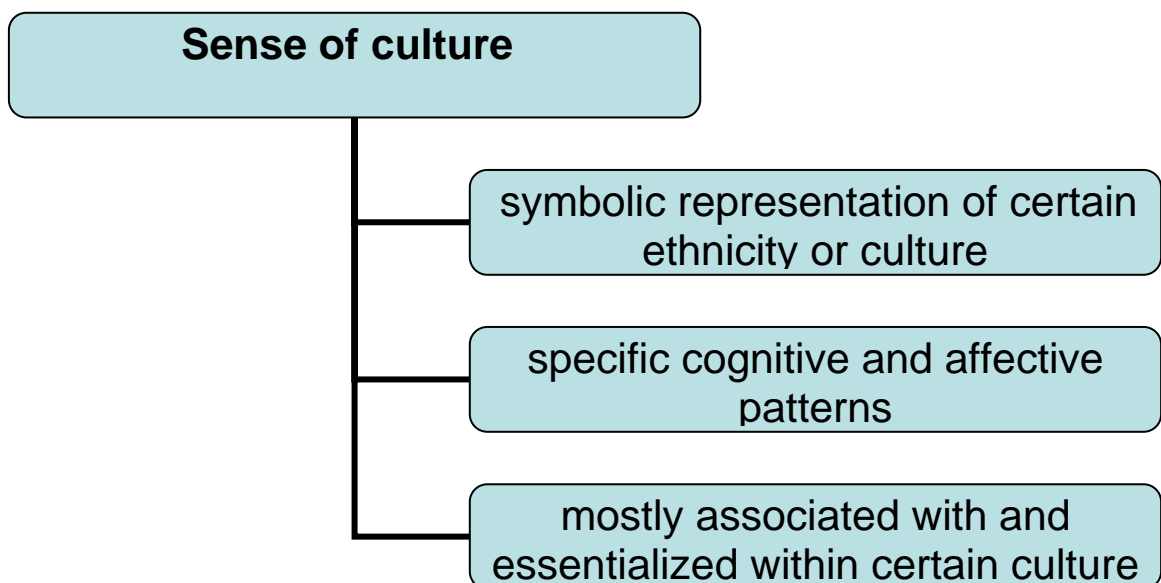 Sense of culture
symbolic representation of certain
ethnicity or culture
specific cognitive and affective
patterns
mostly associated with and
essentialized within certain culture